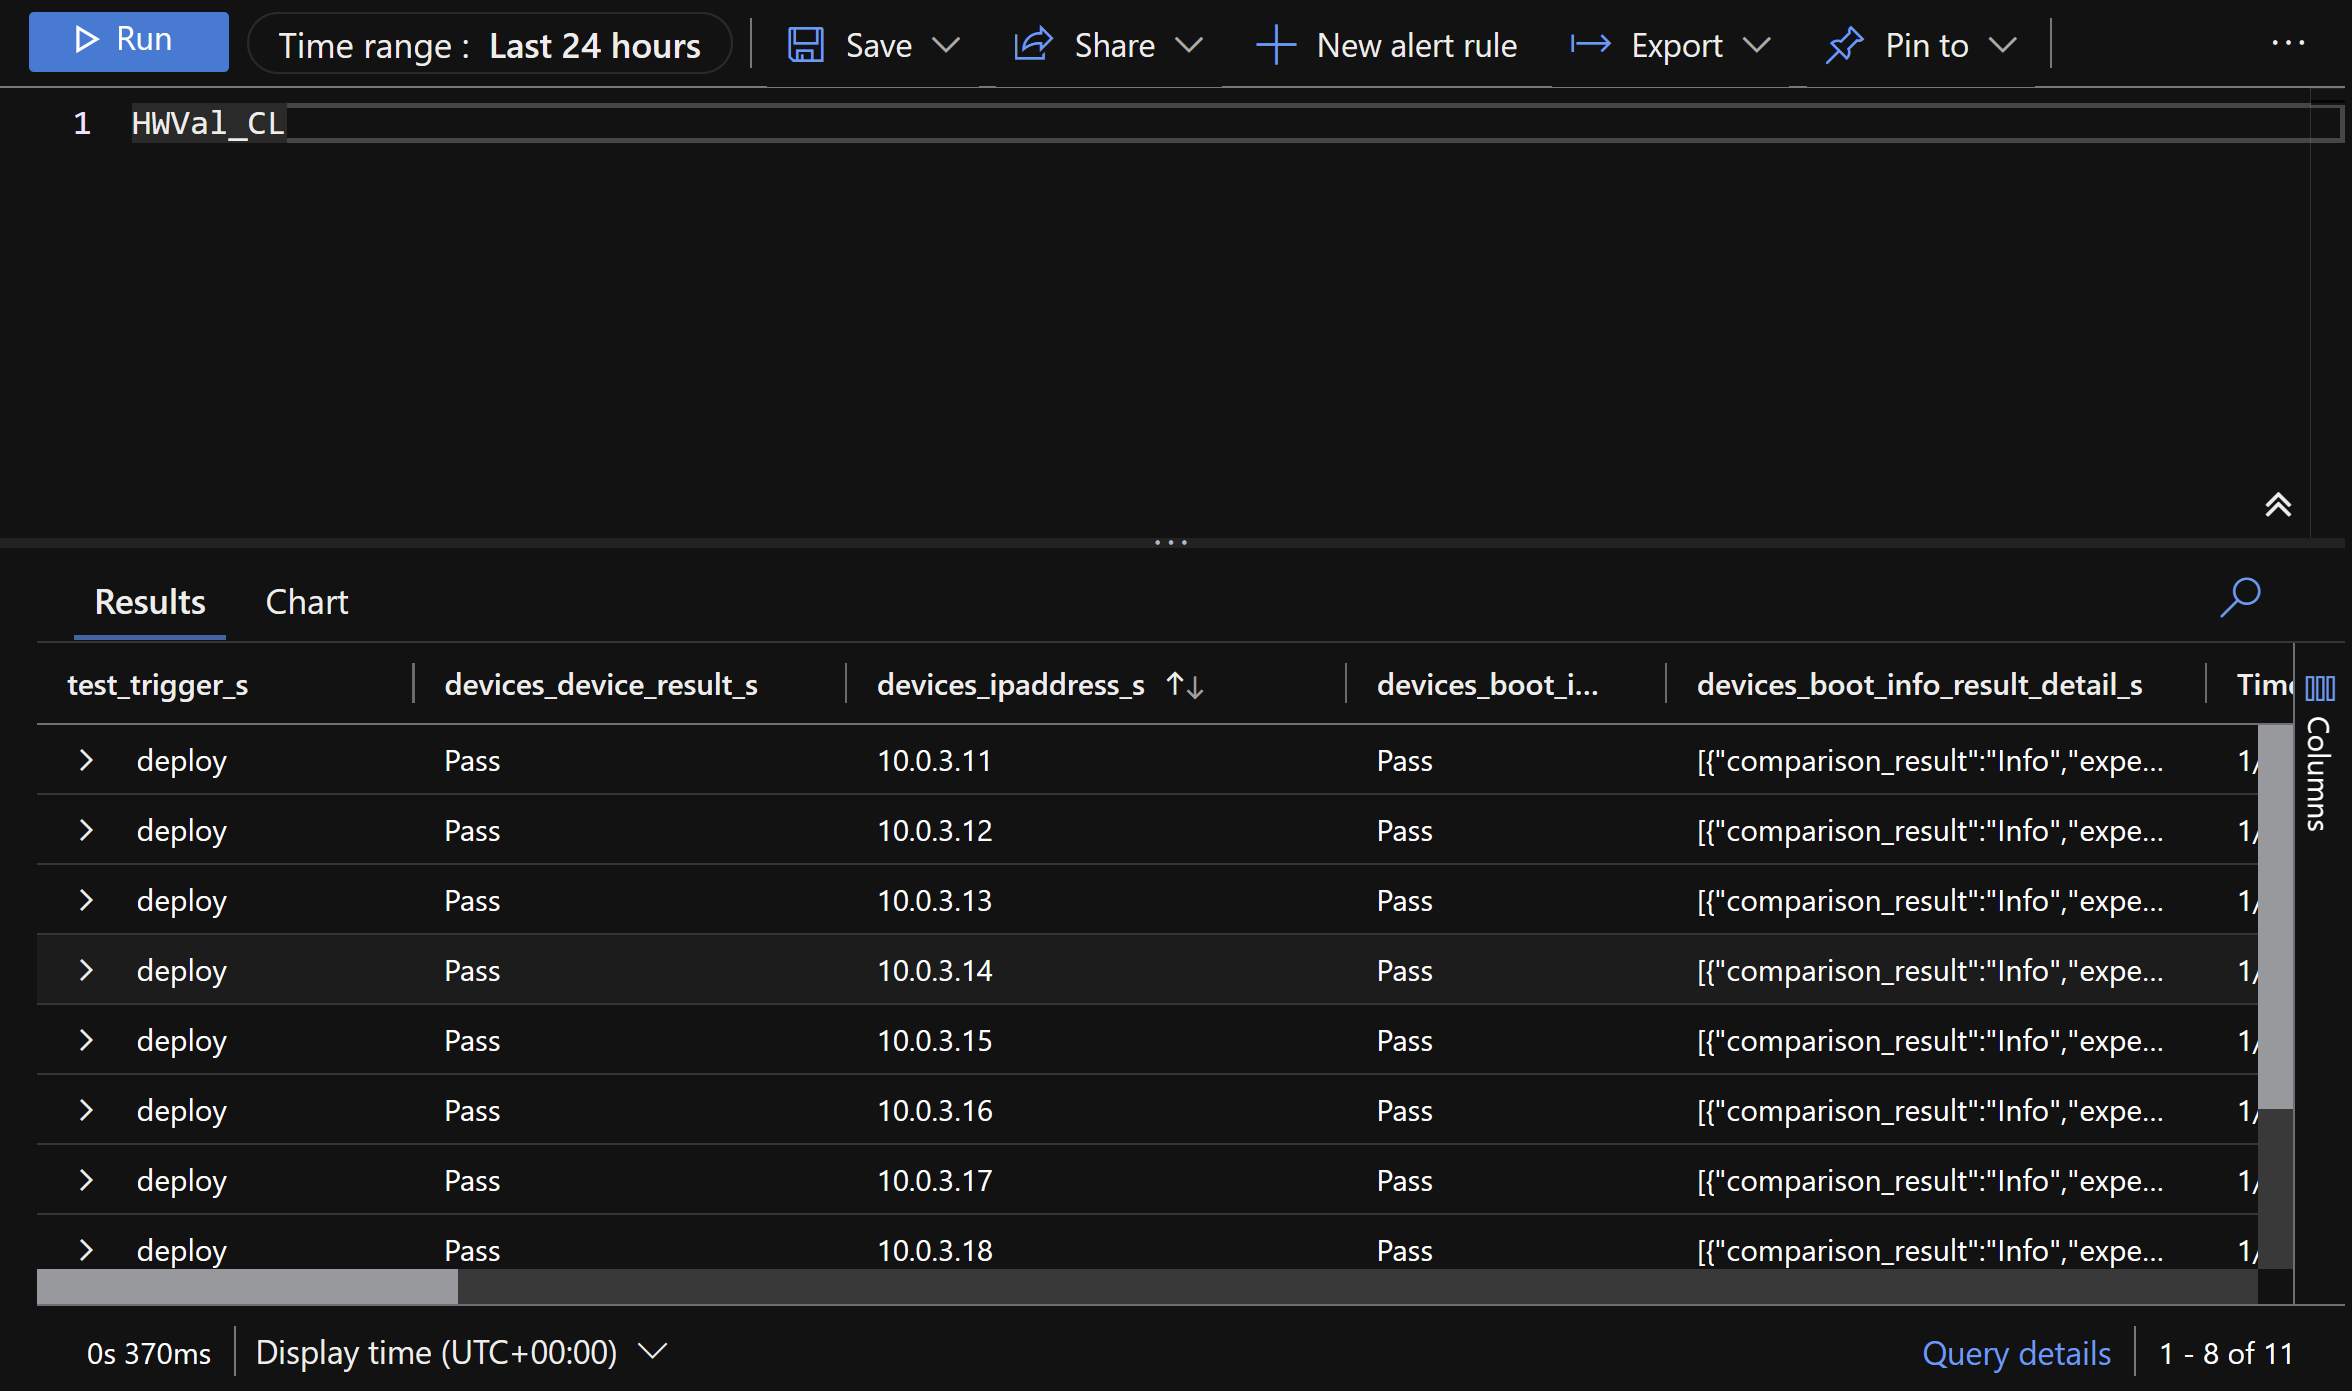 Run Time range : Last 24 hours Save Share New alert rule Export Pin to ...
1 HWVal_CL
Results Chart
test_trigger_s devices_device_result_s devices_ipaddress_s devices_boot_i... devices_boot_info_result_detail_s Time
deploy Pass 10.0.3.11 Pass [{"comparison_result":"Info","expe... 1/
deploy Pass 10.0.3.12 Pass [{"comparison_result":"Info","expe... 1/
deploy Pass 10.0.3.13 Pass [{"comparison_result":"Info","expe... 1/
deploy Pass 10.0.3.14 Pass [{"comparison_result":"Info","expe... 1/
deploy Pass 10.0.3.15 Pass [{"comparison_result":"Info","expe... 1/
deploy Pass 10.0.3.16 Pass [{"comparison_result":"Info","expe... 1/
deploy Pass 10.0.3.17 Pass [{"comparison_result":"Info","expe... 1/
deploy Pass 10.0.3.18 Pass [{"comparison_result":"Info","expe... 1/
Columns
0s 370ms Display time (UTC+00:00) Query details 1 - 8 of 11